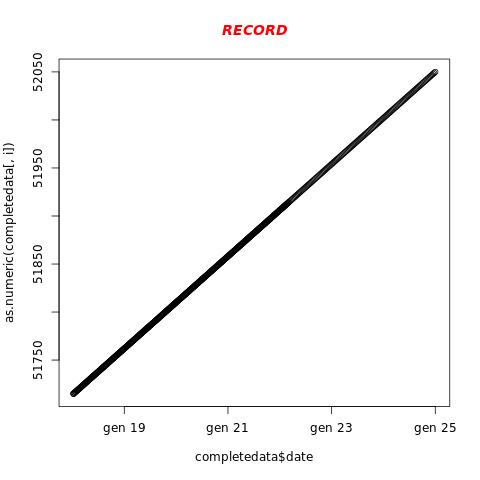 RECORD
52050
51950
51850
51750
as.numeric(completedata[, i])
gen 19 gen 21 gen 23 gen 25
completedata$date